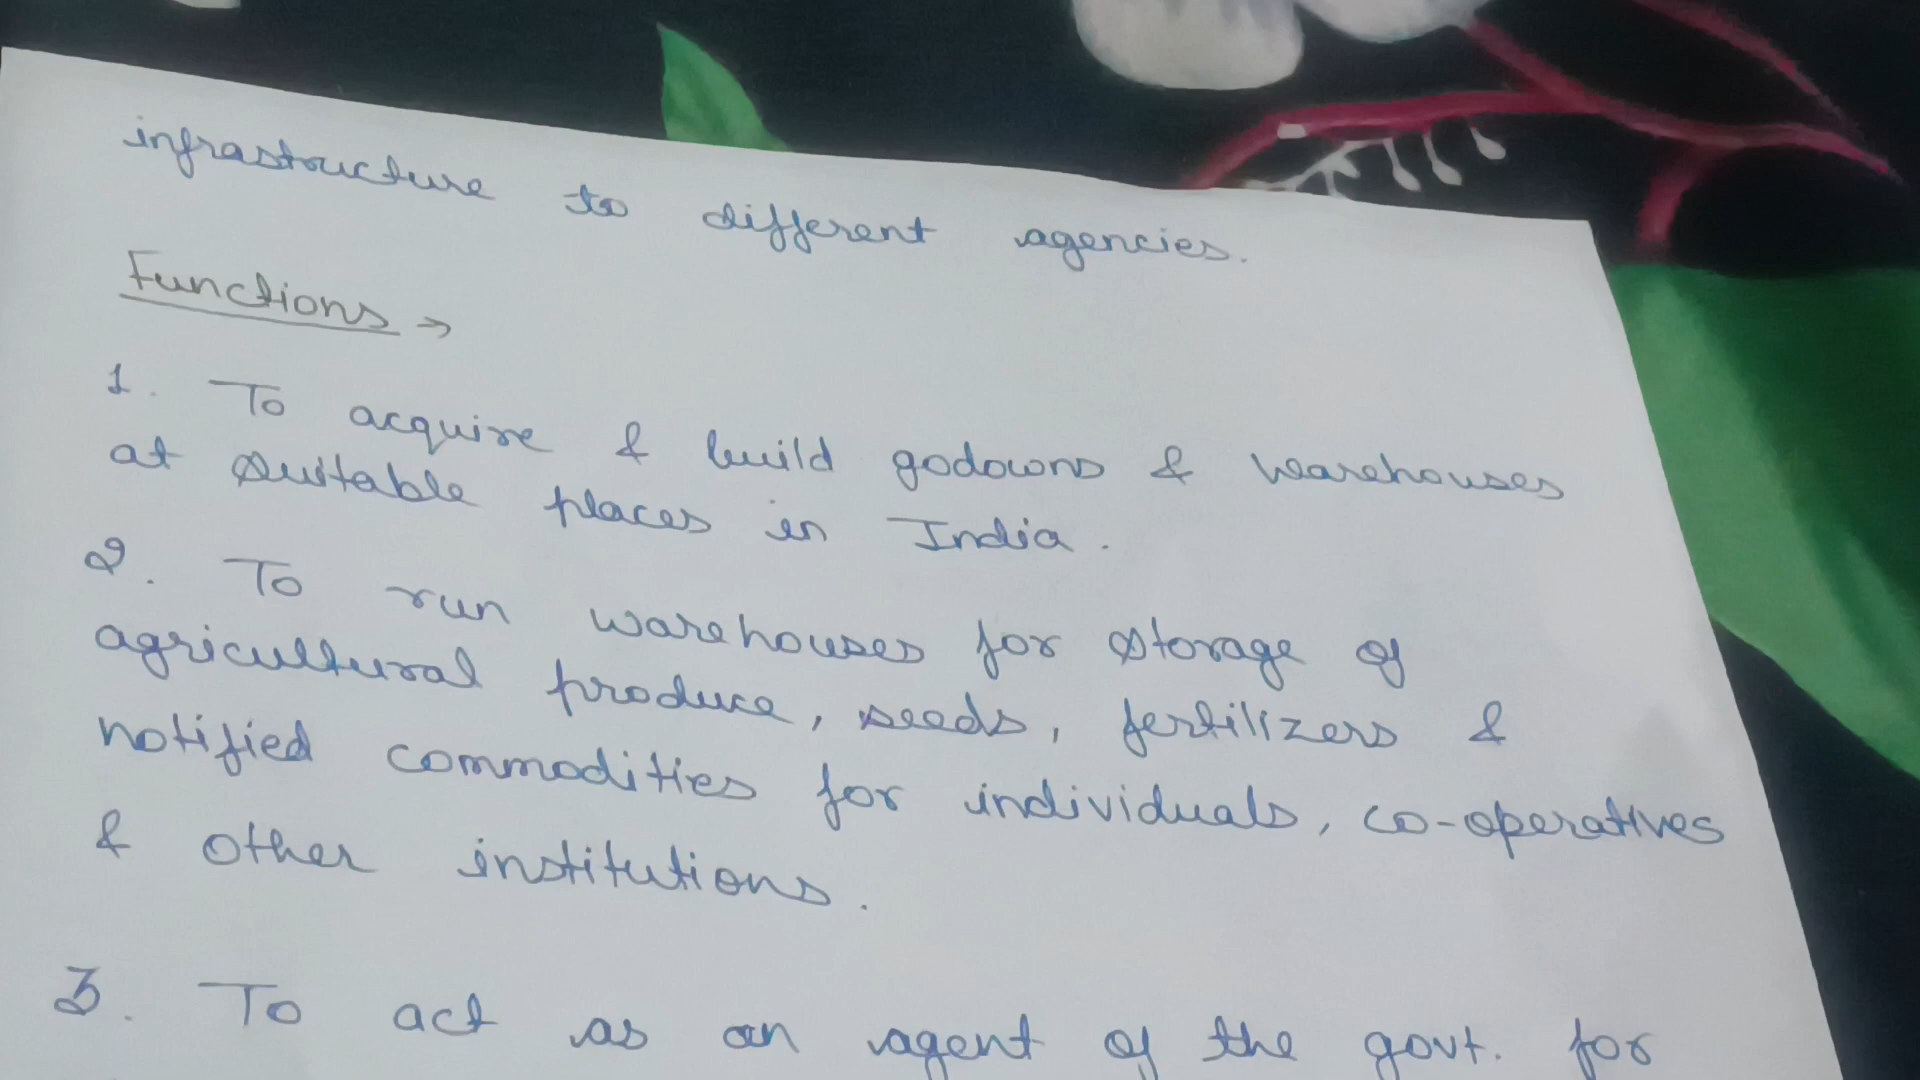 infrastructure to different agencies.
Functions →
1. To acquire & build godowns & warehouses
at suitable places in India.
2. To run warehouses for storage of
agricultural produce, seeds, fertilizers &
notified commodities for individuals, co-operatives
& other institutions.
3. To act as an agent of the govt. for